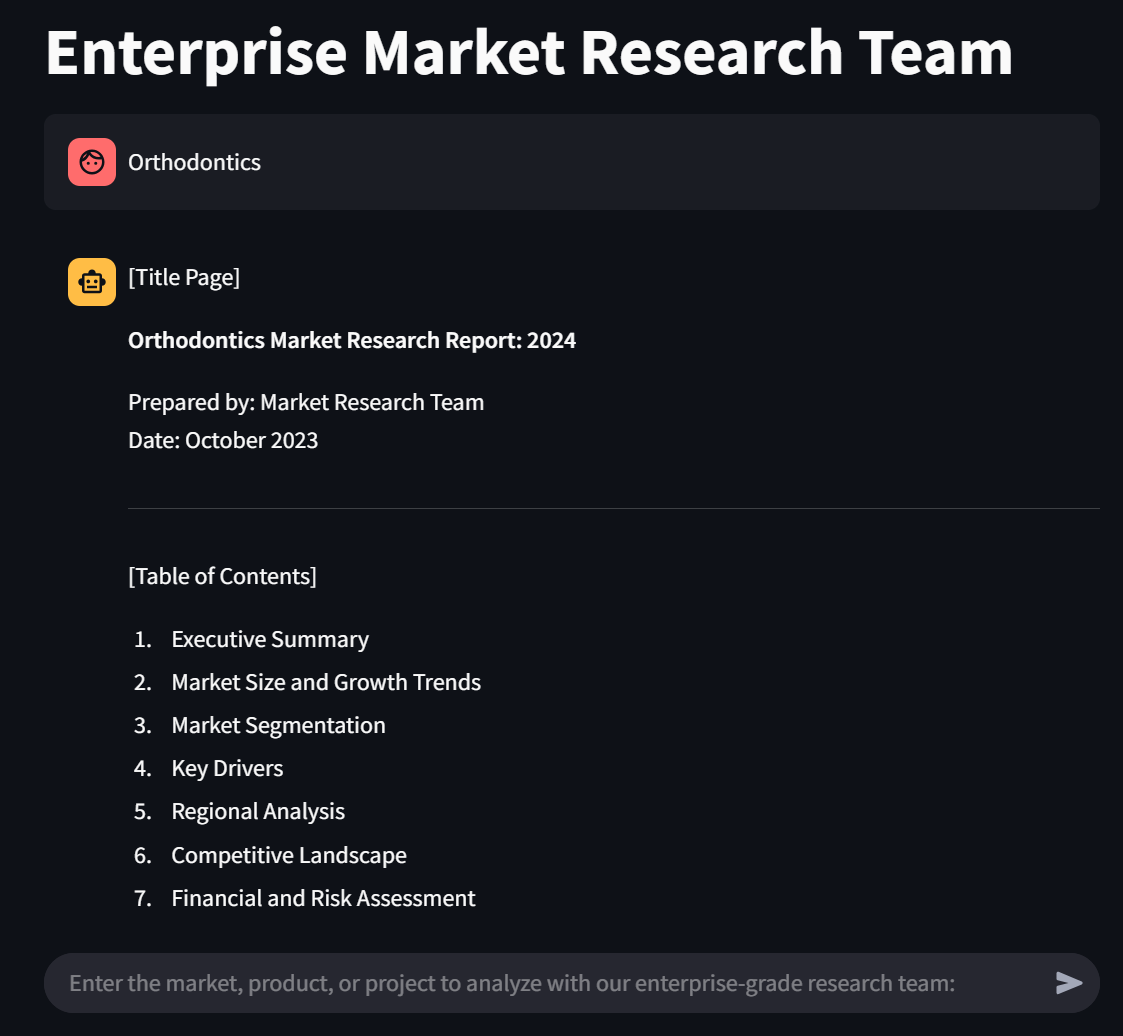 Enterprise Market Research Team
Orthodontics
[Title Page]
Orthodontics Market Research Report: 2024
Prepared by: Market Research Team
Date: October 2023
[Table of Contents]
1. Executive Summary
2. Market Size and Growth Trends
3. Market Segmentation
4. Key Drivers
5. Regional Analysis
6. Competitive Landscape
7. Financial and Risk Assessment
Enter the market, product, or project to analyze with our enterprise-grade research team: